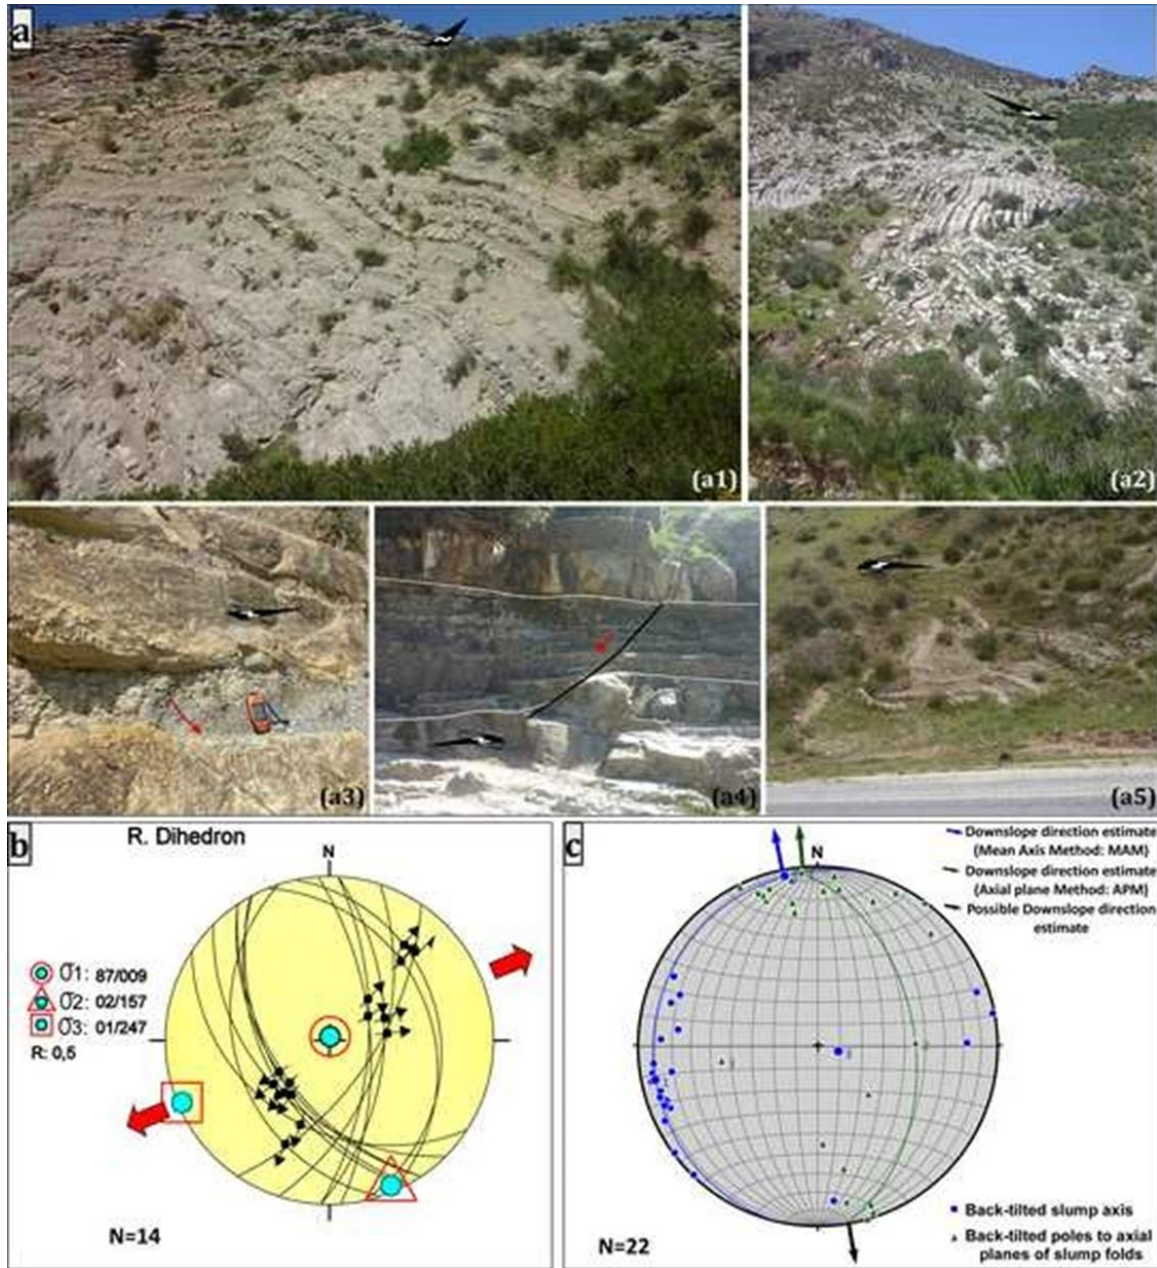 a
(a1)
(a2)
(a3)
(a4)
(a5)
b
R. Dihedron
N
σ1: 87/009
σ2: 02/157
σ3: 01/247
R: 0,5
N=14
c
N
Downslope direction estimate
(Mean Axis Method: MAM)
Downslope direction estimate
(Axial plane Method: APM)
Possible Downslope direction
estimate
N=22
Back-tilted slump axis
Back-tilted poles to axial
planes of slump folds